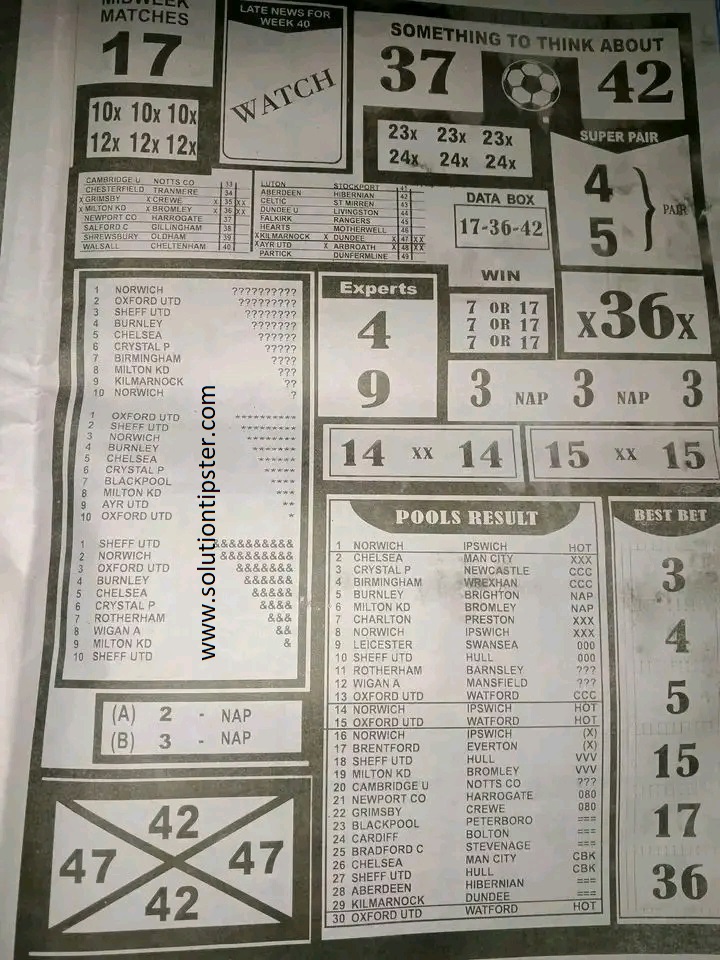 MIDWEEK
MATCHES
17
10x 10x 10x
12x 12x 12x
LATE NEWS FOR
WEEK 40
WATCH
SOMETHING TO THINK ABOUT
37 42
23x 23x 23x
24x 24x 24x
SUPER PAIR
4
5
PAIR
CAMBRIDGE U NOTTS CO 33
CHESTERFIELD TRANMERE 34
X GRIMSBY X CREWE X 35 XX
X MILTON KD X BROMLEY X 36 XX
NEWPORT CO HARROGATE 37
SALFORD C GILLINGHAM 38
SHREWSBURY OLDHAM 39
WALSALL CHELTENHAM 40
LUTON STOCKPORT 41
ABERDEEN HIBERNIAN 42
CELTIC ST MIRREN 43
DUNDEE U LIVINGSTON 44
FALKIRK RANGERS 45
HEARTS MOTHERWELL 46
X KILMARNOCK X DUNDEE X 47 XX
X AYR UTD X ARBROATH X 48 XX
PARTICK DUNFERMLINE 49
DATA BOX
17-36-42
WIN
7 OR 17
7 OR 17
7 OR 17
x36x
Experts
4
9
3 NAP 3 NAP 3
14 XX 14
15 XX 15
1 NORWICH ??????????
2 OXFORD UTD ?????????
3 SHEFF UTD ????????
4 BURNLEY ???????
5 CHELSEA ??????
6 CRYSTAL P ?????
7 BIRMINGHAM ????
8 MILTON KD ???
9 KILMARNOCK ??
10 NORWICH ?
1 OXFORD UTD **********
2 SHEFF UTD *********
3 NORWICH ********
4 BURNLEY *******
5 CHELSEA ******
6 CRYSTAL P *****
7 BLACKPOOL ****
8 MILTON KD ***
9 AYR UTD **
10 OXFORD UTD *
1 SHEFF UTD &&&&&&&&&&
2 NORWICH &&&&&&&&&
3 OXFORD UTD &&&&&&&
4 BURNLEY &&&&&&
5 CHELSEA &&&&&
6 CRYSTAL P &&&&
7 ROTHERHAM &&&
8 WIGAN A &&
9 MILTON KD &
10 SHEFF UTD
www.solutiontipster.com
(A) 2 - NAP
(B) 3 - NAP
42
47 47
42
POOLS RESULT
1 NORWICH IPSWICH HOT
2 CHELSEA MAN CITY XXX
3 CRYSTAL P NEWCASTLE CCC
4 BIRMINGHAM WREXHAN CCC
5 BURNLEY BRIGHTON NAP
6 MILTON KD BROMLEY NAP
7 CHARLTON PRESTON XXX
8 NORWICH IPSWICH XXX
9 LEICESTER SWANSEA 000
10 SHEFF UTD HULL 000
11 ROTHERHAM BARNSLEY ???
12 WIGAN A MANSFIELD ???
13 OXFORD UTD WATFORD CCC
14 NORWICH IPSWICH HOT
15 OXFORD UTD WATFORD HOT
16 NORWICH IPSWICH (X)
17 BRENTFORD EVERTON (X)
18 SHEFF UTD HULL VVV
19 MILTON KD BROMLEY VVV
20 CAMBRIDGE U NOTTS CO ???
21 NEWPORT CO HARROGATE 080
22 GRIMSBY CREWE 080
23 BLACKPOOL PETERBORO ===
24 CARDIFF BOLTON ===
25 BRADFORD C STEVENAGE ===
26 CHELSEA MAN CITY CBK
27 SHEFF UTD HULL CBK
28 ABERDEEN HIBERNIAN ===
29 KILMARNOCK DUNDEE ===
30 OXFORD UTD WATFORD HOT
BEST BET
3
4
5
15
17
36